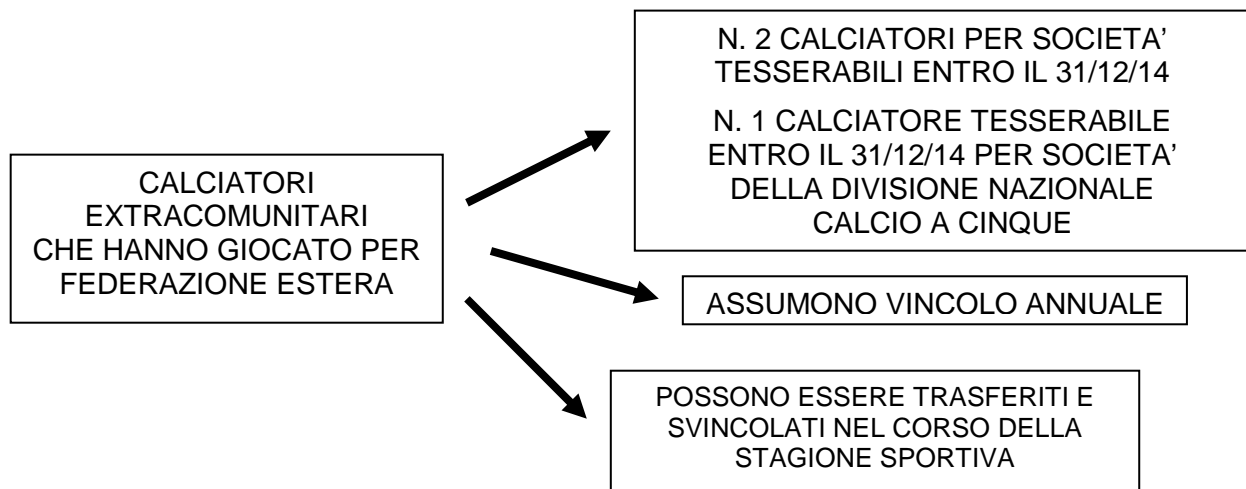 CALCIATORI
EXTRACOMUNITARI
CHE HANNO GIOCATO PER
FEDERAZIONE ESTERA
N. 2 CALCIATORI PER SOCIETA'
TESSERABILI ENTRO IL 31/12/14
N. 1 CALCIATORE TESSERABILE
ENTRO IL 31/12/14 PER SOCIETA'
DELLA DIVISIONE NAZIONALE
CALCIO A CINQUE
ASSUMONO VINCOLO ANNUALE
POSSONO ESSERE TRASFERITI E
SVINCOLATI NEL CORSO DELLA
STAGIONE SPORTIVA